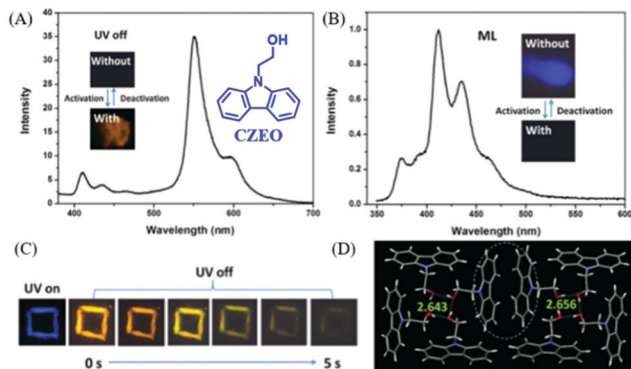 (A)
UV off
Without
Activation
Deactivation
With
OH
N
CZEO
Intensity
40
35
30
25
20
15
10
5
0
400
500
600
700
Wavelength (nm)
(B)
ML
Without
Activation
Deactivation
With
Intensity
1.0
0.8
0.6
0.4
0.2
0.0
350
400
450
500
550
600
Wavelength (nm)
(C)
UV on
UV off
0 s
5 s
(D)
2.643
2.656